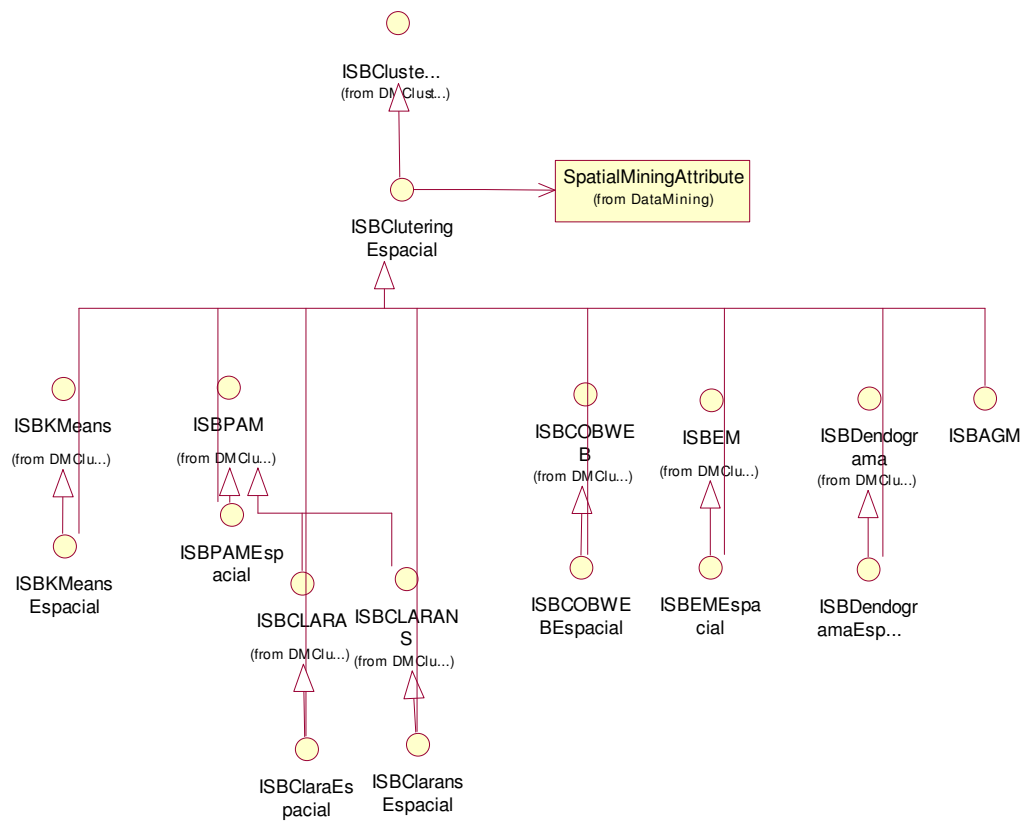 ISBCluste...
(from DMClust...)
SpatialMiningAttribute
(from DataMining)
ISBClutering
Espacial
ISBKMeans
(from DMClu...)
ISBPAM
(from DMClu...)
ISBCOBWE
B
(from DMClu...)
ISBEM
(from DMClu...)
ISBDendogr
ama
(from DMClu...)
ISBAGM
ISBKMeans
Espacial
ISBPAMEsp
acial
ISBCLARA
(from DMClu...)
ISBCLARAN
S
(from DMClu...)
ISBCOBWE
BEspacial
ISBEMEspa
cial
ISBDendogr
amaEsp...
ISBClaraEs
pacial
ISBClarans
Espacial